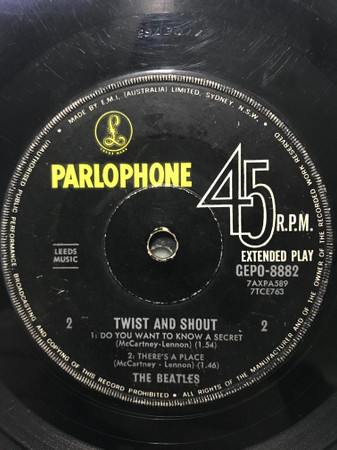 MADE BY E.M.I. (AUSTRALIA) LIMITED, SYDNEY, N.S.W.
PARLOPHONE
45 R.P.M.
EXTENDED PLAY
GEPO-8882
7AXPA589
7TCE763
LEEDS
MUSIC
2 TWIST AND SHOUT 2
1: DO YOU WANT TO KNOW A SECRET
(McCartney-Lennon) (1.54)
2: THERE'S A PLACE
(McCartney - Lennon) (1.46)
THE BEATLES
ALL RIGHTS OF THE MANUFACTURER AND OF THE OWNER OF THE RECORDED WORK RESERVED
UNAUTHORISED PUBLIC PERFORMANCE BROADCASTING AND COPYING OF THIS RECORD PROHIBITED